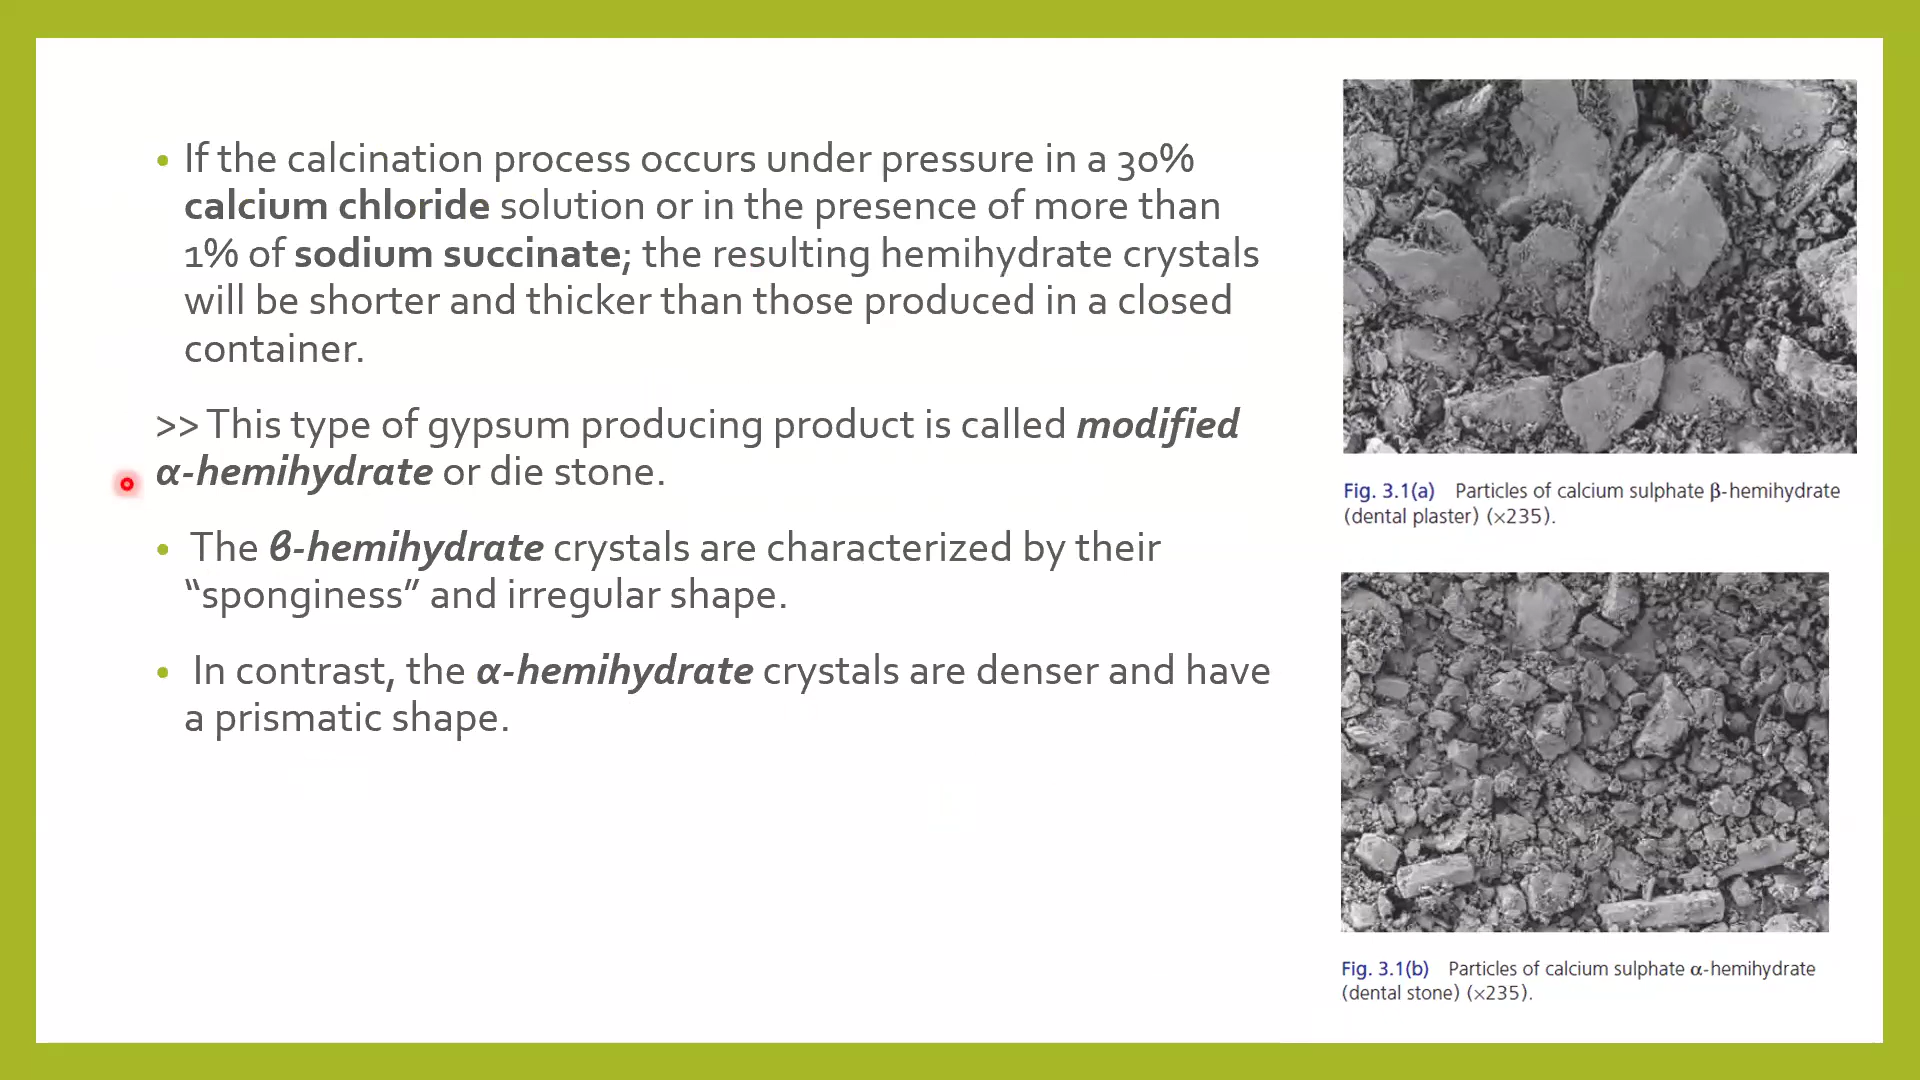 • If the calcination process occurs under pressure in a 30%
calcium chloride solution or in the presence of more than
1% of sodium succinate; the resulting hemihydrate crystals
will be shorter and thicker than those produced in a closed
container.
>> This type of gypsum producing product is called modified
α-hemihydrate or die stone.
• The β-hemihydrate crystals are characterized by their
“sponginess” and irregular shape.
• In contrast, the α-hemihydrate crystals are denser and have
a prismatic shape.
Fig. 3.1(a) Particles of calcium sulphate β-hemihydrate
(dental plaster) (×235).
Fig. 3.1(b) Particles of calcium sulphate α-hemihydrate
(dental stone) (×235).